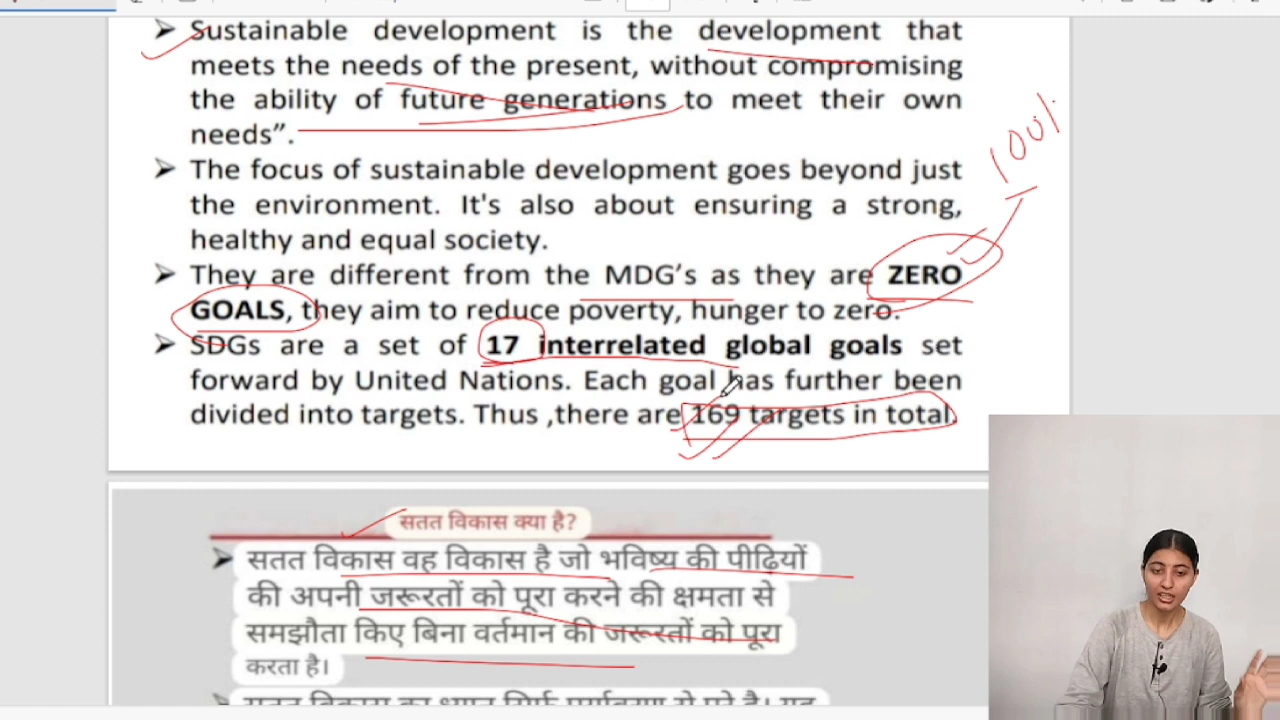 Sustainable development is the development that
meets the needs of the present, without compromising
the ability of future generations to meet their own
needs”.
The focus of sustainable development goes beyond just
the environment. It's also about ensuring a strong,
healthy and equal society.
They are different from the MDG’s as they are ZERO
GOALS, they aim to reduce poverty, hunger to zero.
SDGs are a set of 17 interrelated global goals set
forward by United Nations. Each goal has further been
divided into targets. Thus ,there are 169 targets in total.
100%
सतत विकास क्या है?
सतत विकास वह विकास है जो भविष्य की पीढ़ियों
की अपनी जरूरतों को पूरा करने की क्षमता से
समझौता किए बिना वर्तमान की जरूरतों को पूरा
करता है।